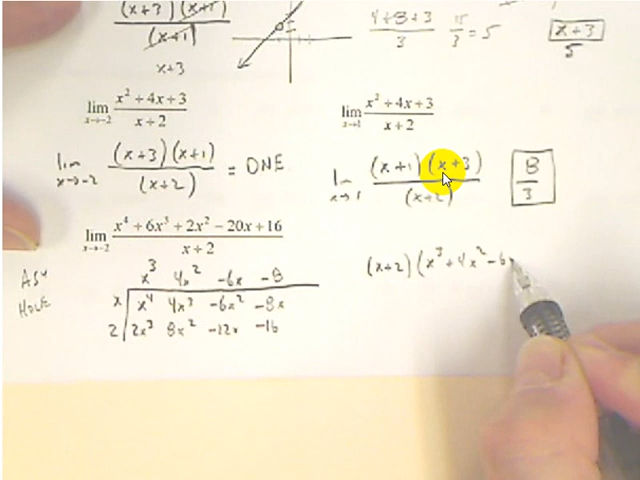 (x+3)(x+1)
(x+1)
x+3
4+8+3
3
15/3 = 5
x+3
5
lim x→-2 x² + 4x + 3 / x + 2
lim x→1 x² + 4x + 3 / x + 2
lim x→-2 (x+3)(x+1) / (x+2) = DNE
lim x→1 (x+1)(x+3) / (x+2)
8/3
lim x→-2 x⁴ + 6x³ + 2x² − 20x + 16 / x + 2
ASY
HOLE
x³ 4x² -6x -8
x x⁴ 4x³ -6x² -8x
2 2x³ 8x² -12x -16
(x+2)(x³+4x²-6x